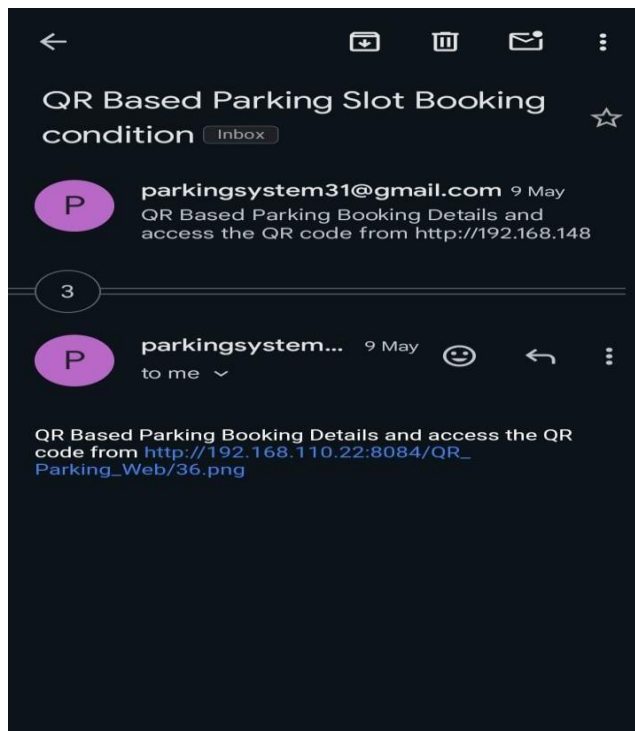 QR Based Parking Slot Booking
condition Inbox
P
parkingsystem31@gmail.com 9 May
QR Based Parking Booking Details and
access the QR code from http://192.168.148
3
P
parkingsystem... 9 May
to me
QR Based Parking Booking Details and access the QR
code from http://192.168.110.22:8084/QR_
Parking_Web/36.png